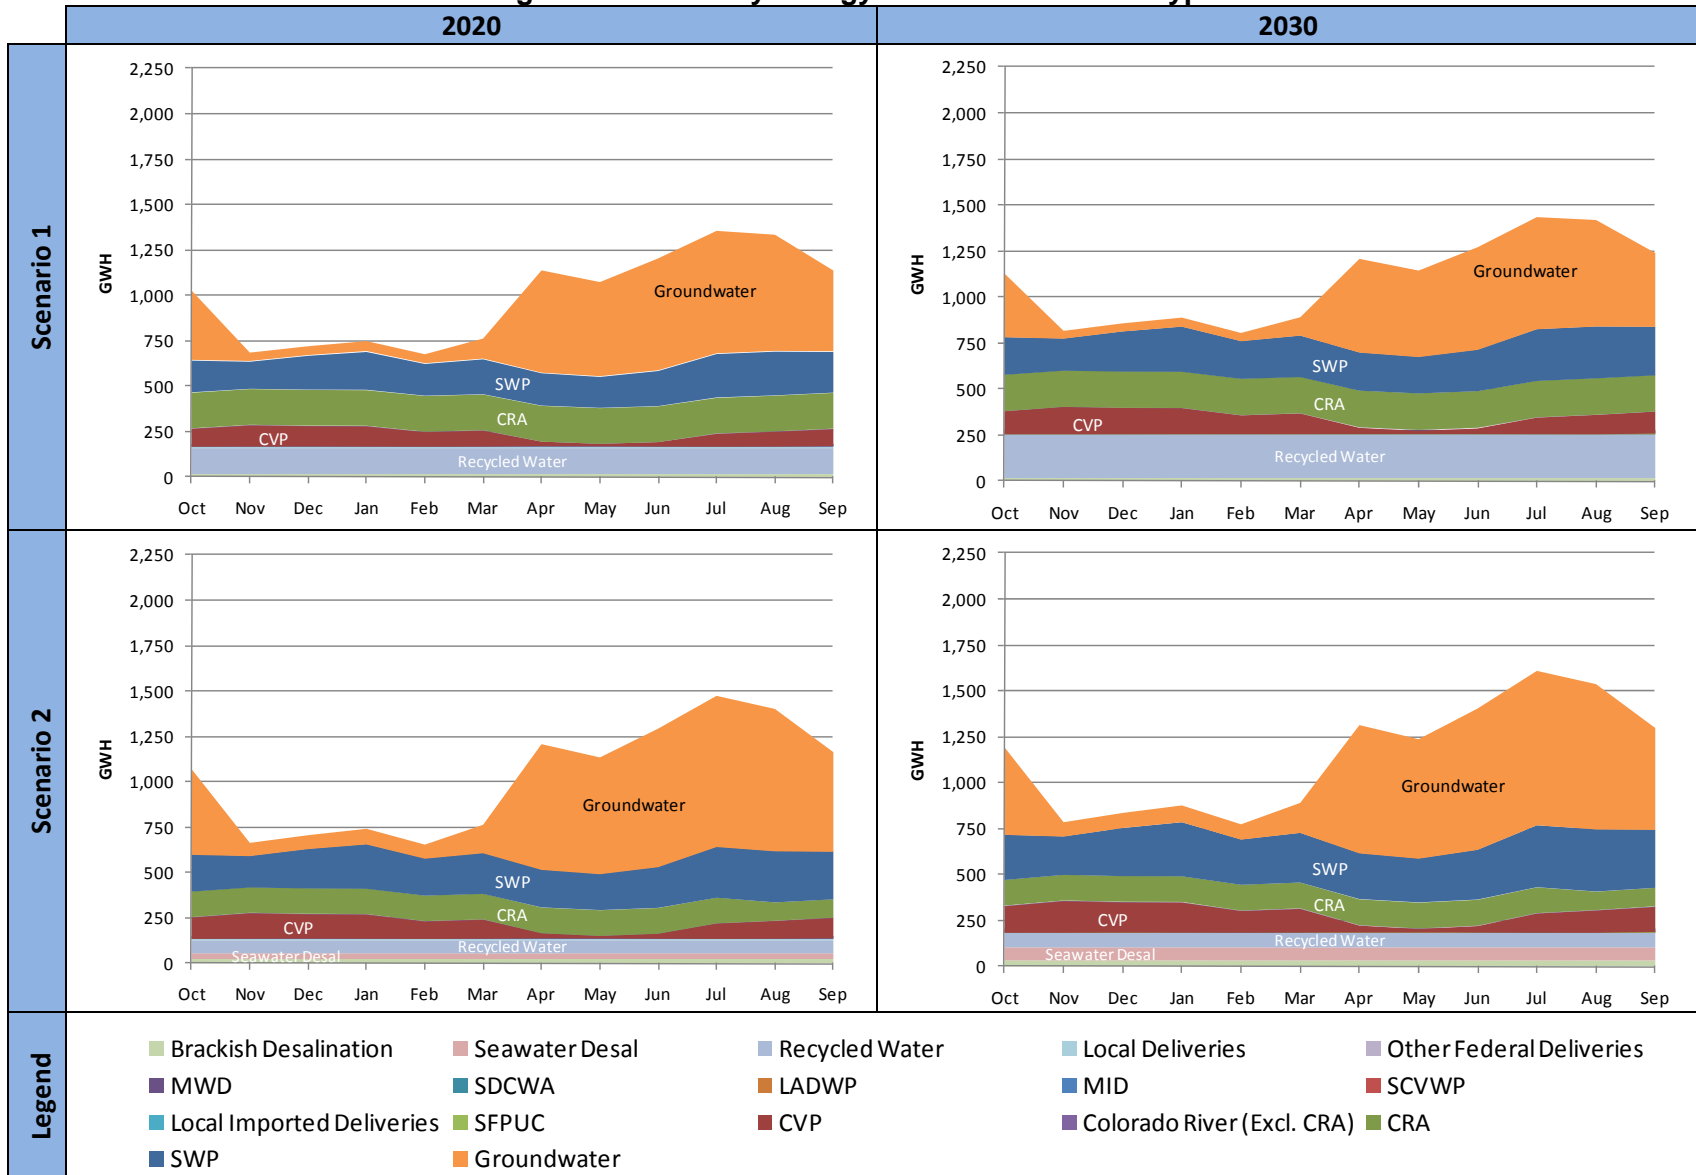 2020 2030
Scenario 1
2,250
2,000
1,750
1,500
1,250
1,000
750
500
250
0
GWH
Groundwater
SWP
CRA
CVP
Recycled Water
Oct Nov Dec Jan Feb Mar Apr May Jun Jul Aug Sep
2,250
2,000
1,750
1,500
1,250
1,000
750
500
250
0
GWH
Groundwater
SWP
CRA
CVP
Recycled Water
Oct Nov Dec Jan Feb Mar Apr May Jun Jul Aug Sep
Scenario 2
2,250
2,000
1,750
1,500
1,250
1,000
750
500
250
0
GWH
Groundwater
SWP
CRA
CVP
Recycled Water
Seawater Desal
Oct Nov Dec Jan Feb Mar Apr May Jun Jul Aug Sep
2,250
2,000
1,750
1,500
1,250
1,000
750
500
250
0
GWH
Groundwater
SWP
CRA
CVP
Recycled Water
Seawater Desal
Oct Nov Dec Jan Feb Mar Apr May Jun Jul Aug Sep
Legend
Brackish Desalination Seawater Desal Recycled Water Local Deliveries Other Federal Deliveries
MWD SDCWA LADWP MID SCVWP
Local Imported Deliveries SFPUC CVP Colorado River (Excl. CRA) CRA
SWP Groundwater